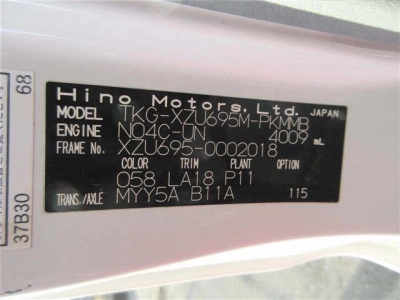 Hino Motors, Ltd. JAPAN
MODEL TKG-XZU695M-PKMMB
ENGINE N04C-UN 4009 mL
FRAME No. XZU695-0002018
COLOR TRIM PLANT OPTION
058 LA18 P11
TRANS./AXLE MYY5A B11A 115
37B30
68